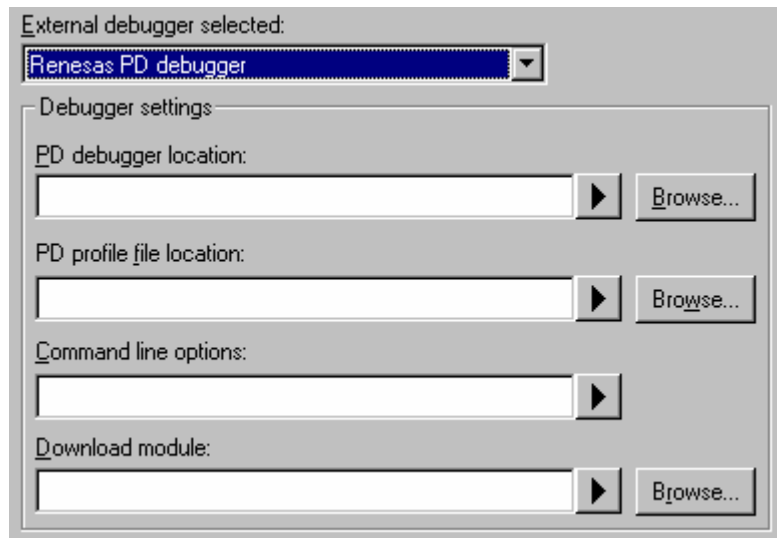 External debugger selected:
Renesas PD debugger
Debugger settings
PD debugger location:
Browse...
PD profile file location:
Browse...
Command line options:
Download module:
Browse...